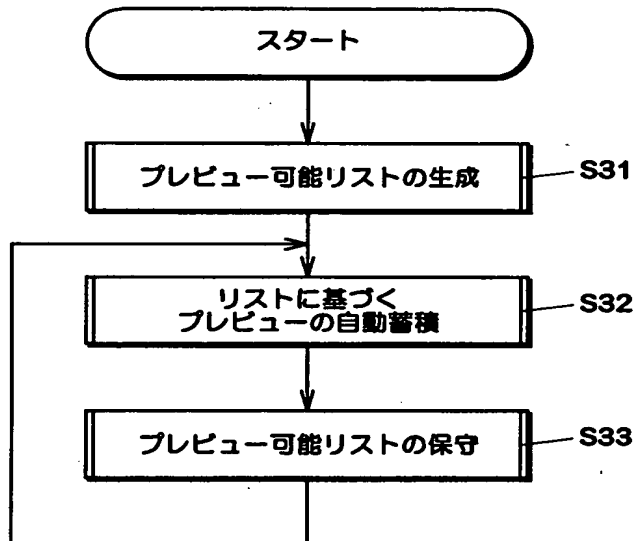 スタート
プレビュー可能リストの生成
S31
リストに基づく
プレビューの自動蓄積
S32
プレビュー可能リストの保守
S33